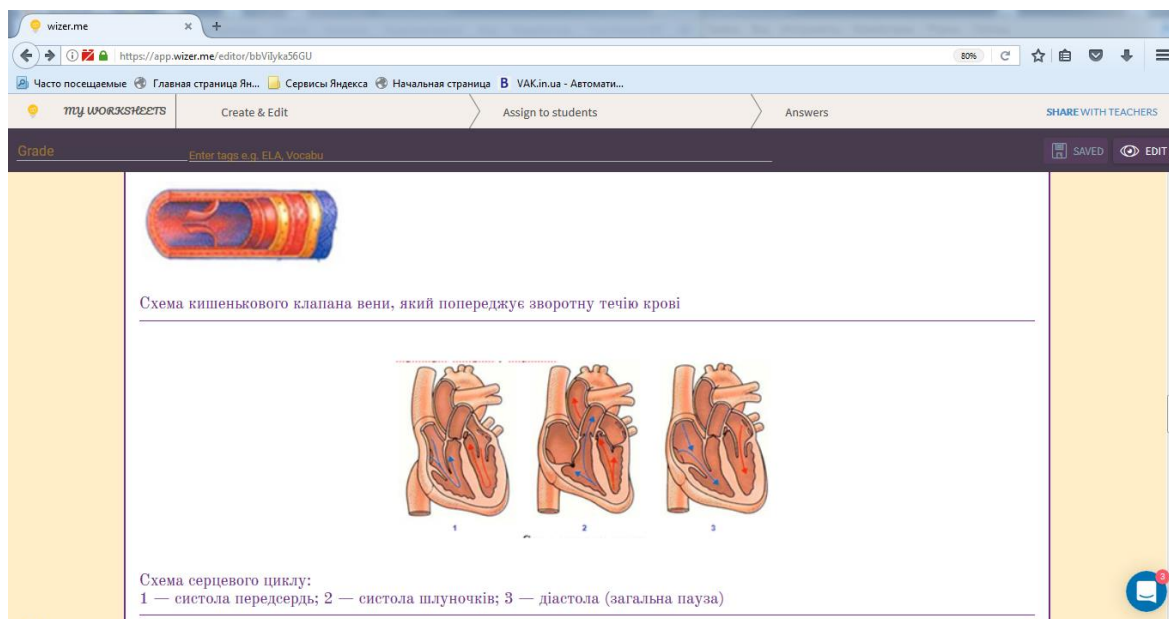 wizer.me
https://app.wizer.me/editor/bbViIyka56GU
80%
Часто посещаемые Главная страница Ян... Сервисы Яндекса Начальная страница VAK.in.ua - Автомати...
MY WORKSHEETS Create & Edit Assign to students Answers SHARE WITH TEACHERS
Grade Enter tags e.g. ELA, Vocabu SAVED EDIT
Схема кишенькового клапана вени, який попереджує зворотну течію крові
1 2 3
Схема серцевого циклу:
1 — систола передсердь; 2 — систола шлуночків; 3 — діастола (загальна пауза)
3